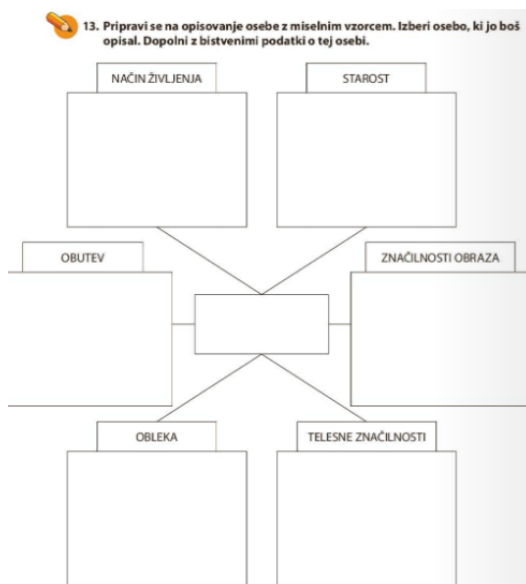 13. Pripravi se na opisovanje osebe z miselnim vzorcem. Izberi osebo, ki jo boš
opisal. Dopolni z bistvenimi podatki o tej osebi.
NAČIN ŽIVLJENJA
STAROST
OBUTEV
ZNAČILNOSTI OBRAZA
OBLEKA
TELESNE ZNAČILNOSTI